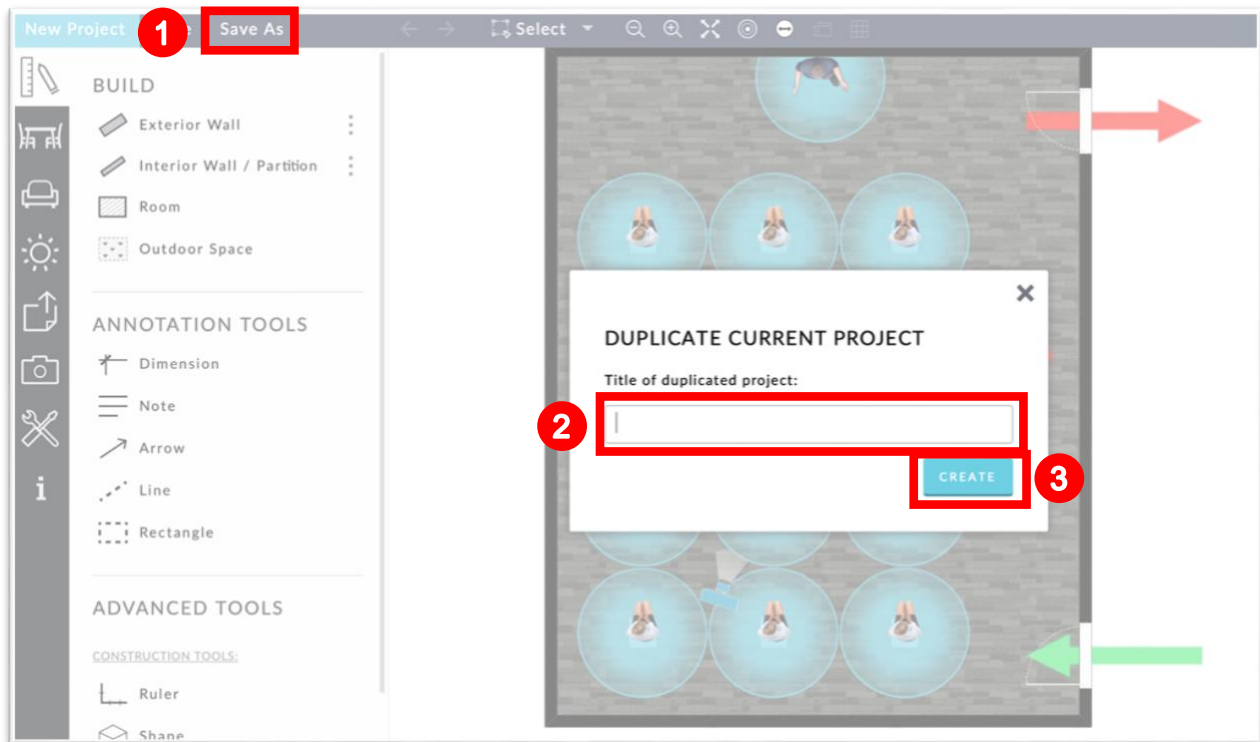 New Project
1
Save As
Select
BUILD
Exterior Wall
Interior Wall / Partition
Room
Outdoor Space
ANNOTATION TOOLS
Dimension
Note
Arrow
Line
Rectangle
ADVANCED TOOLS
CONSTRUCTION TOOLS:
Ruler
Shape
i
DUPLICATE CURRENT PROJECT
Title of duplicated project:
2
CREATE
3